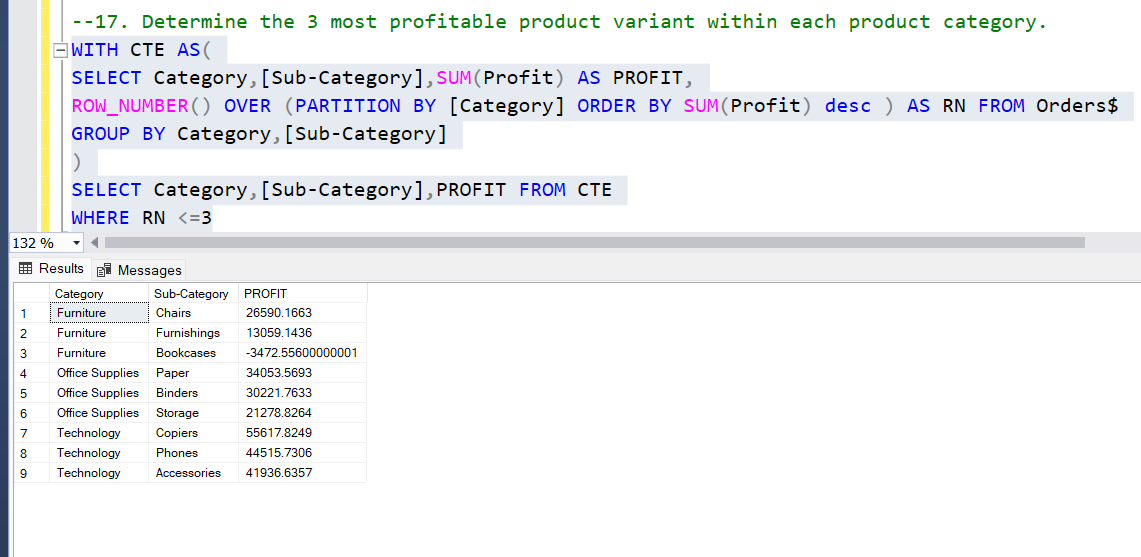 --17. Determine the 3 most profitable product variant within each product category.
WITH CTE AS(
SELECT Category,[Sub-Category],SUM(Profit) AS PROFIT,
ROW_NUMBER() OVER (PARTITION BY [Category] ORDER BY SUM(Profit) desc ) AS RN FROM Orders$
GROUP BY Category,[Sub-Category]
)
SELECT Category,[Sub-Category],PROFIT FROM CTE
WHERE RN <=3
132 %
Results Messages
Category Sub-Category PROFIT
1 Furniture Chairs 26590.1663
2 Furniture Furnishings 13059.1436
3 Furniture Bookcases -3472.55600000001
4 Office Supplies Paper 34053.5693
5 Office Supplies Binders 30221.7633
6 Office Supplies Storage 21278.8264
7 Technology Copiers 55617.8249
8 Technology Phones 44515.7306
9 Technology Accessories 41936.6357